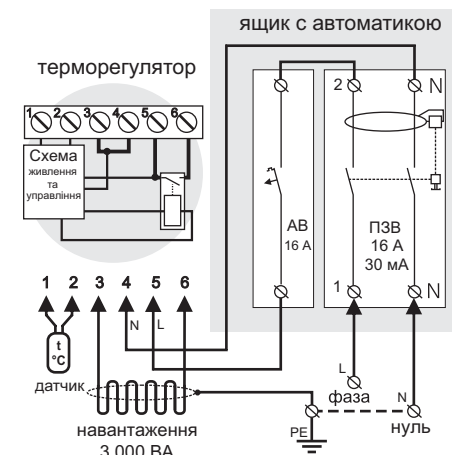 ящик с автоматикою
терморегулятор
1 2 3 4 5 6
Схема
живлення
та
управління
2 N
АВ
16 А
ПЗВ
16 А
30 мА
1 N
1 2 3 4 5 6
N L
t
°C
датчик
L
фаза
N
нуль
PE
навантаження
3 000 ВА